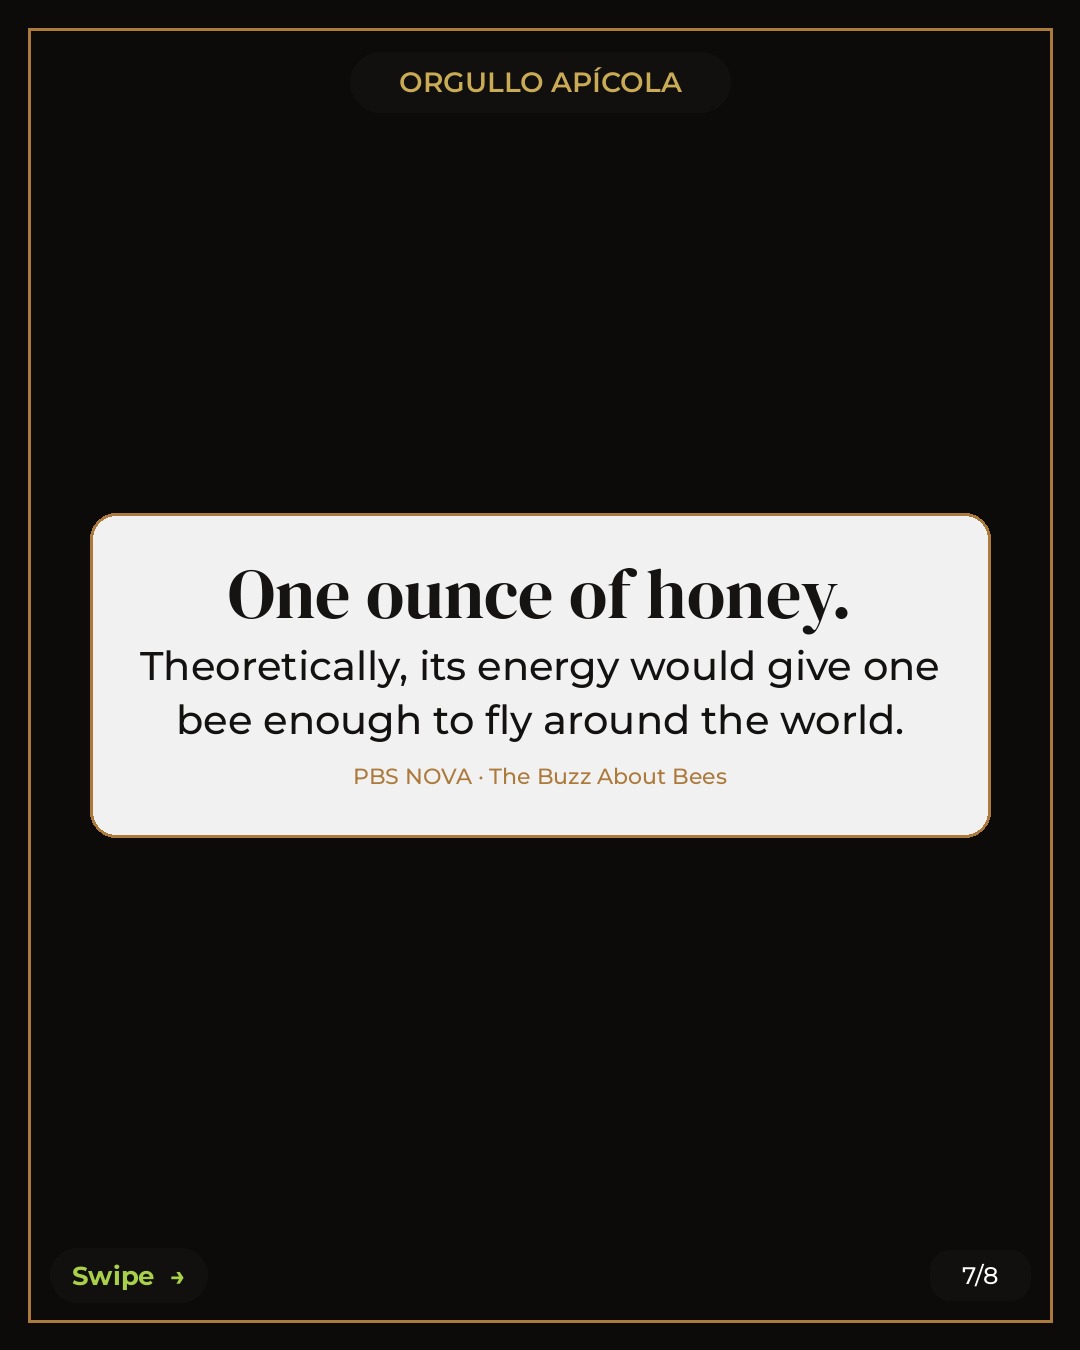 ORGULLO APÍCOLA
One ounce of honey.
Theoretically, its energy would give one
bee enough to fly around the world.
PBS NOVA · The Buzz About Bees
Swipe →
7/8